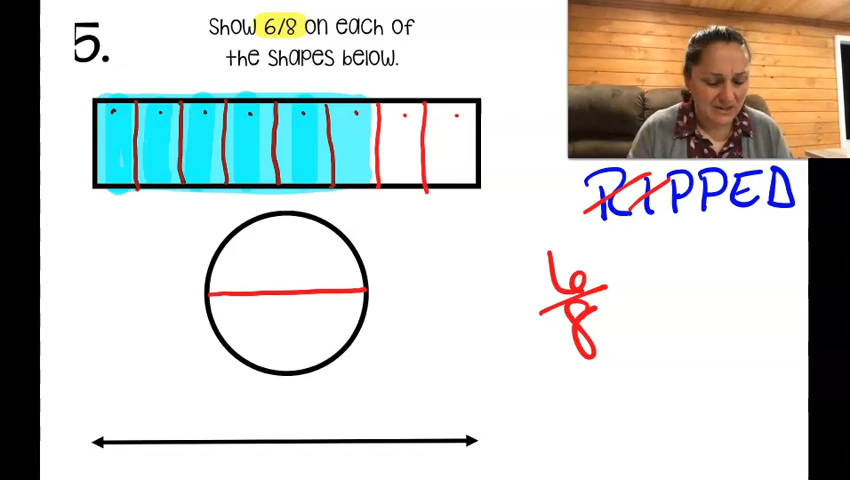 5.
Show 6/8 on each of
the shapes below.
RIPPED
6/8